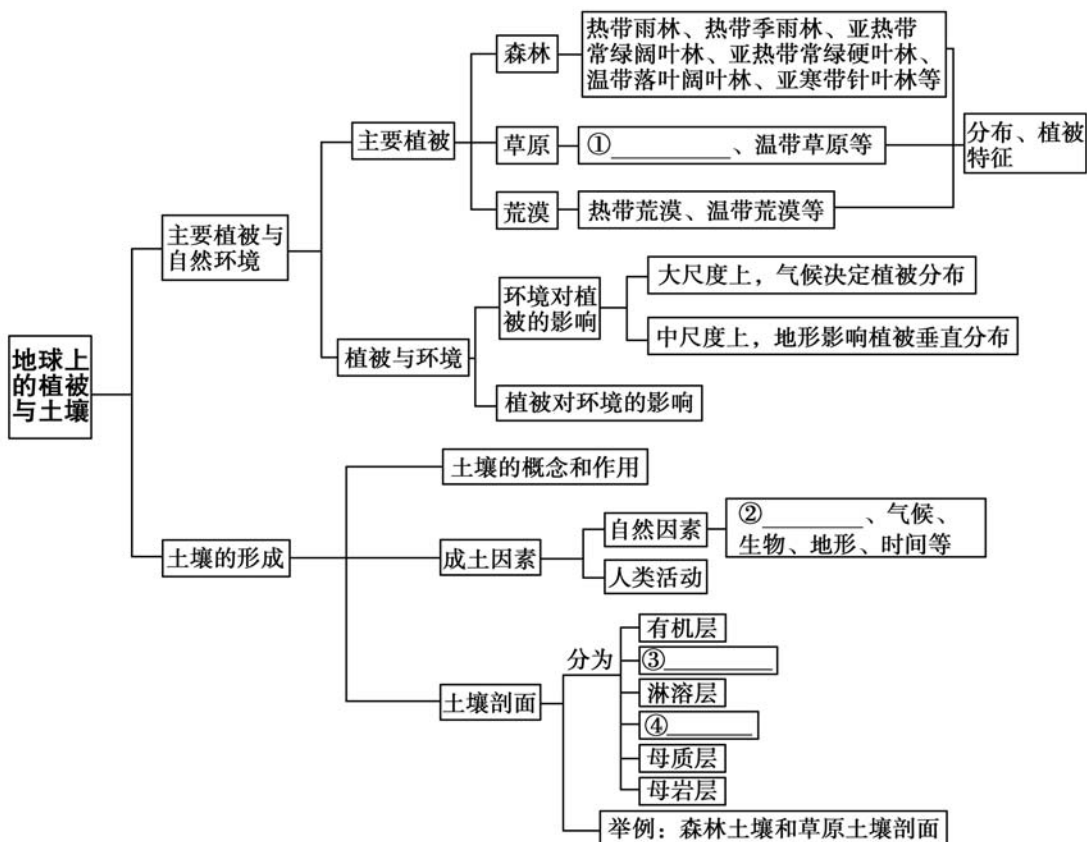 地球上
的植被
与土壤
主要植被与
自然环境
主要植被
森林
热带雨林、热带季雨林、亚热带
常绿阔叶林、亚热带常绿硬叶林、
温带落叶阔叶林、亚寒带针叶林等
草原
①__________、温带草原等
荒漠
热带荒漠、温带荒漠等
分布、植被
特征
植被与环境
环境对植
被的影响
大尺度上，气候决定植被分布
中尺度上，地形影响植被垂直分布
植被对环境的影响
土壤的形成
土壤的概念和作用
成土因素
自然因素
②________、气候、
生物、地形、时间等
人类活动
土壤剖面
分为
有机层
③_________
淋溶层
④_______
母质层
母岩层
举例：森林土壤和草原土壤剖面